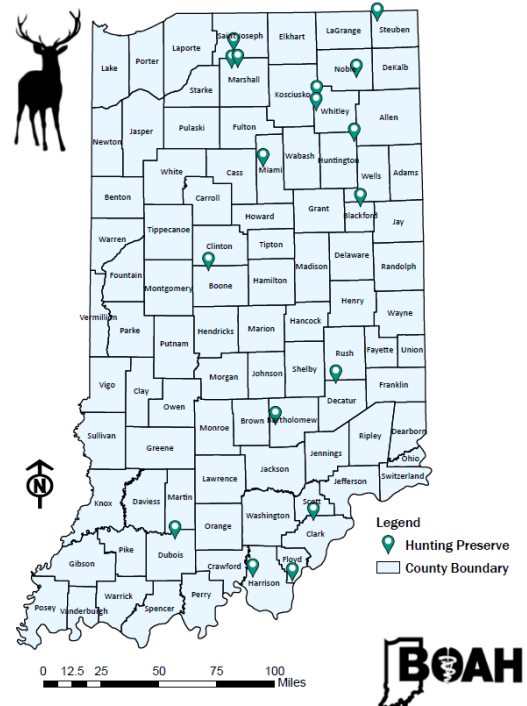 Lake
Porter
Laporte
Saint Joseph
Elkhart
LaGrange
Steuben
Noble
DeKalb
Starke
Marshall
Kosciusko
Whitley
Allen
Newton
Jasper
Pulaski
Fulton
Miami
Wabash
Huntington
Wells
Adams
White
Cass
Benton
Carroll
Howard
Grant
Blackford
Jay
Warren
Tippecanoe
Clinton
Tipton
Madison
Delaware
Randolph
Fountain
Montgomery
Boone
Hamilton
Henry
Wayne
Vermillion
Parke
Putnam
Hendricks
Marion
Hancock
Rush
Fayette
Union
Shelby
Vigo
Clay
Owen
Morgan
Johnson
Decatur
Franklin
Sullivan
Greene
Monroe
Brown
Bartholomew
Jennings
Ripley
Dearborn
Ohio
Switzerland
Jefferson
Jackson
Lawrence
Knox
Daviess
Martin
Orange
Washington
Scott
Clark
Gibson
Pike
Dubois
Crawford
Harrison
Floyd
Posey
Vanderburgh
Warrick
Spencer
Perry
N
Legend
Hunting Preserve
County Boundary
0 12.5 25 50 75 100
Miles
BOAH